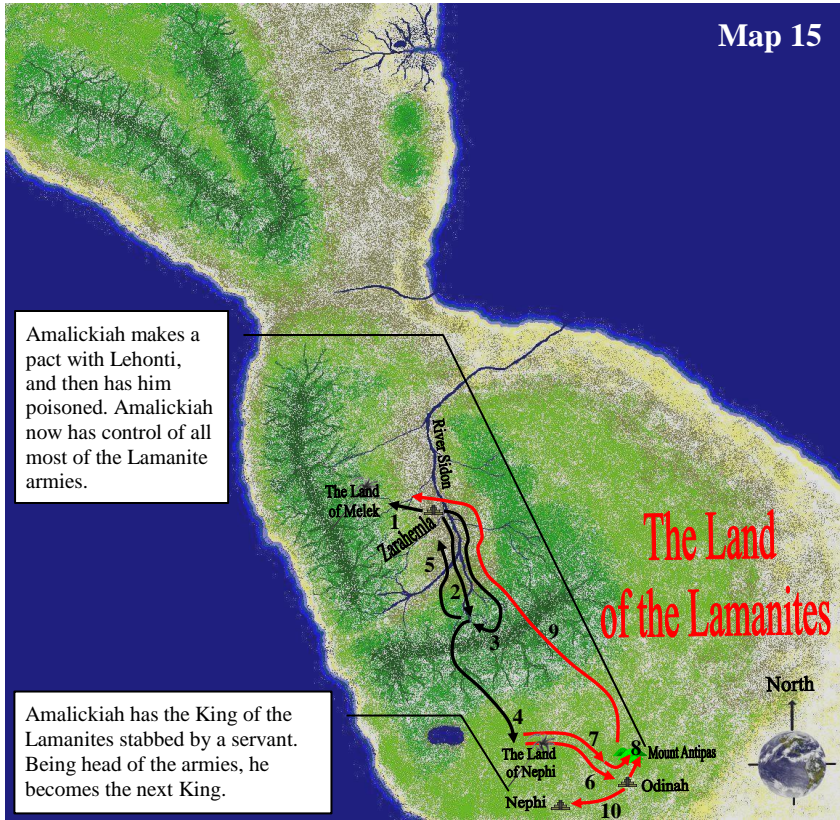 Map 15
Amalickiah makes a
pact with Lehonti,
and then has him
poisoned. Amalickiah
now has control of all
most of the Lamanite
armies.
River Sidon
The Land
of Melek
1
Zarahemla
5
2
3
The Land
of the Lamanites
9
North
Amalickiah has the King of the
Lamanites stabbed by a servant.
Being head of the armies, he
becomes the next King.
4
7
8
Mount Antipas
The Land
of Nephi
6
Odinah
Nephi
10